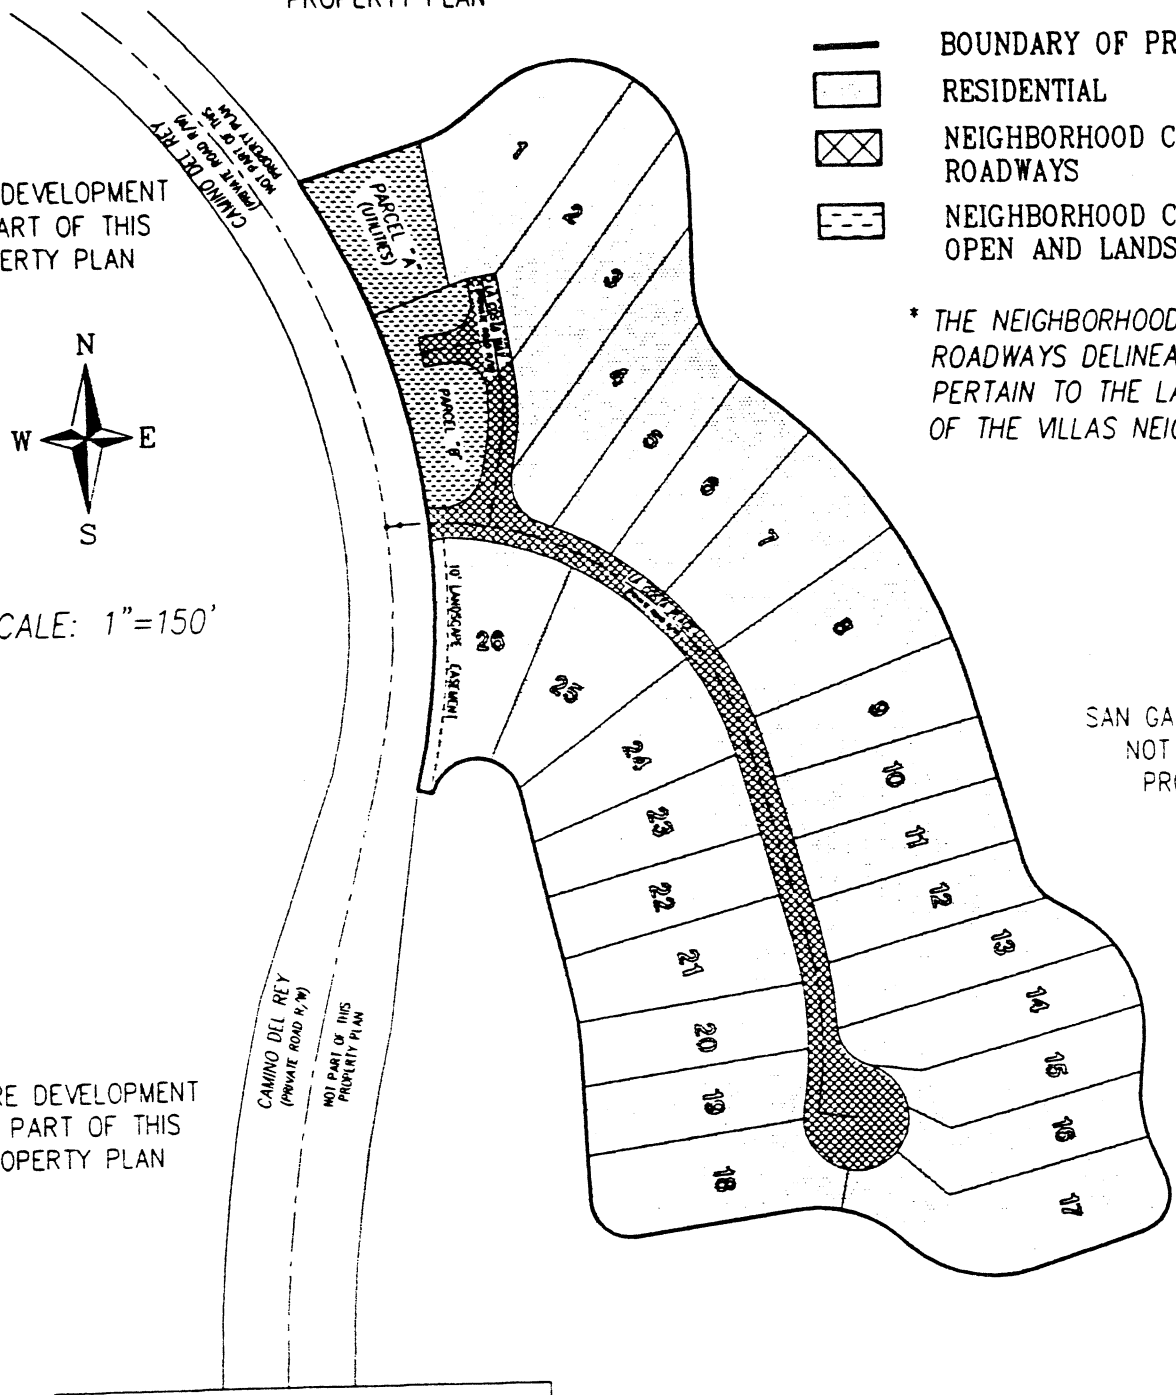 PROPERTY PLAN
BOUNDARY OF PR
RESIDENTIAL
NEIGHBORHOOD C
ROADWAYS
NEIGHBORHOOD C
OPEN AND LANDS
* THE NEIGHBORHOOD
ROADWAYS DELINEA
PERTAIN TO THE LA
OF THE VILLAS NEIG
DEVELOPMENT
ART OF THIS
ERTY PLAN
CAMINO DEL REY
(PRIVATE ROAD R/W)
NOT PART OF THIS
PROPERTY PLAN
N
W
E
S
CALE: 1"=150'
PARCEL "A"
(UTILITIES)
PARCEL "B"
10' LANDSCAPE EASEMENT
1
2
3
4
5
6
7
8
9
10
11
12
13
14
15
16
17
18
19
20
21
22
23
24
25
26
SAN GA
NOT
PRO
CAMINO DEL REY
(PRIVATE ROAD R/W)
NOT PART OF THIS
PROPERTY PLAN
RE DEVELOPMENT
PART OF THIS
OPERTY PLAN